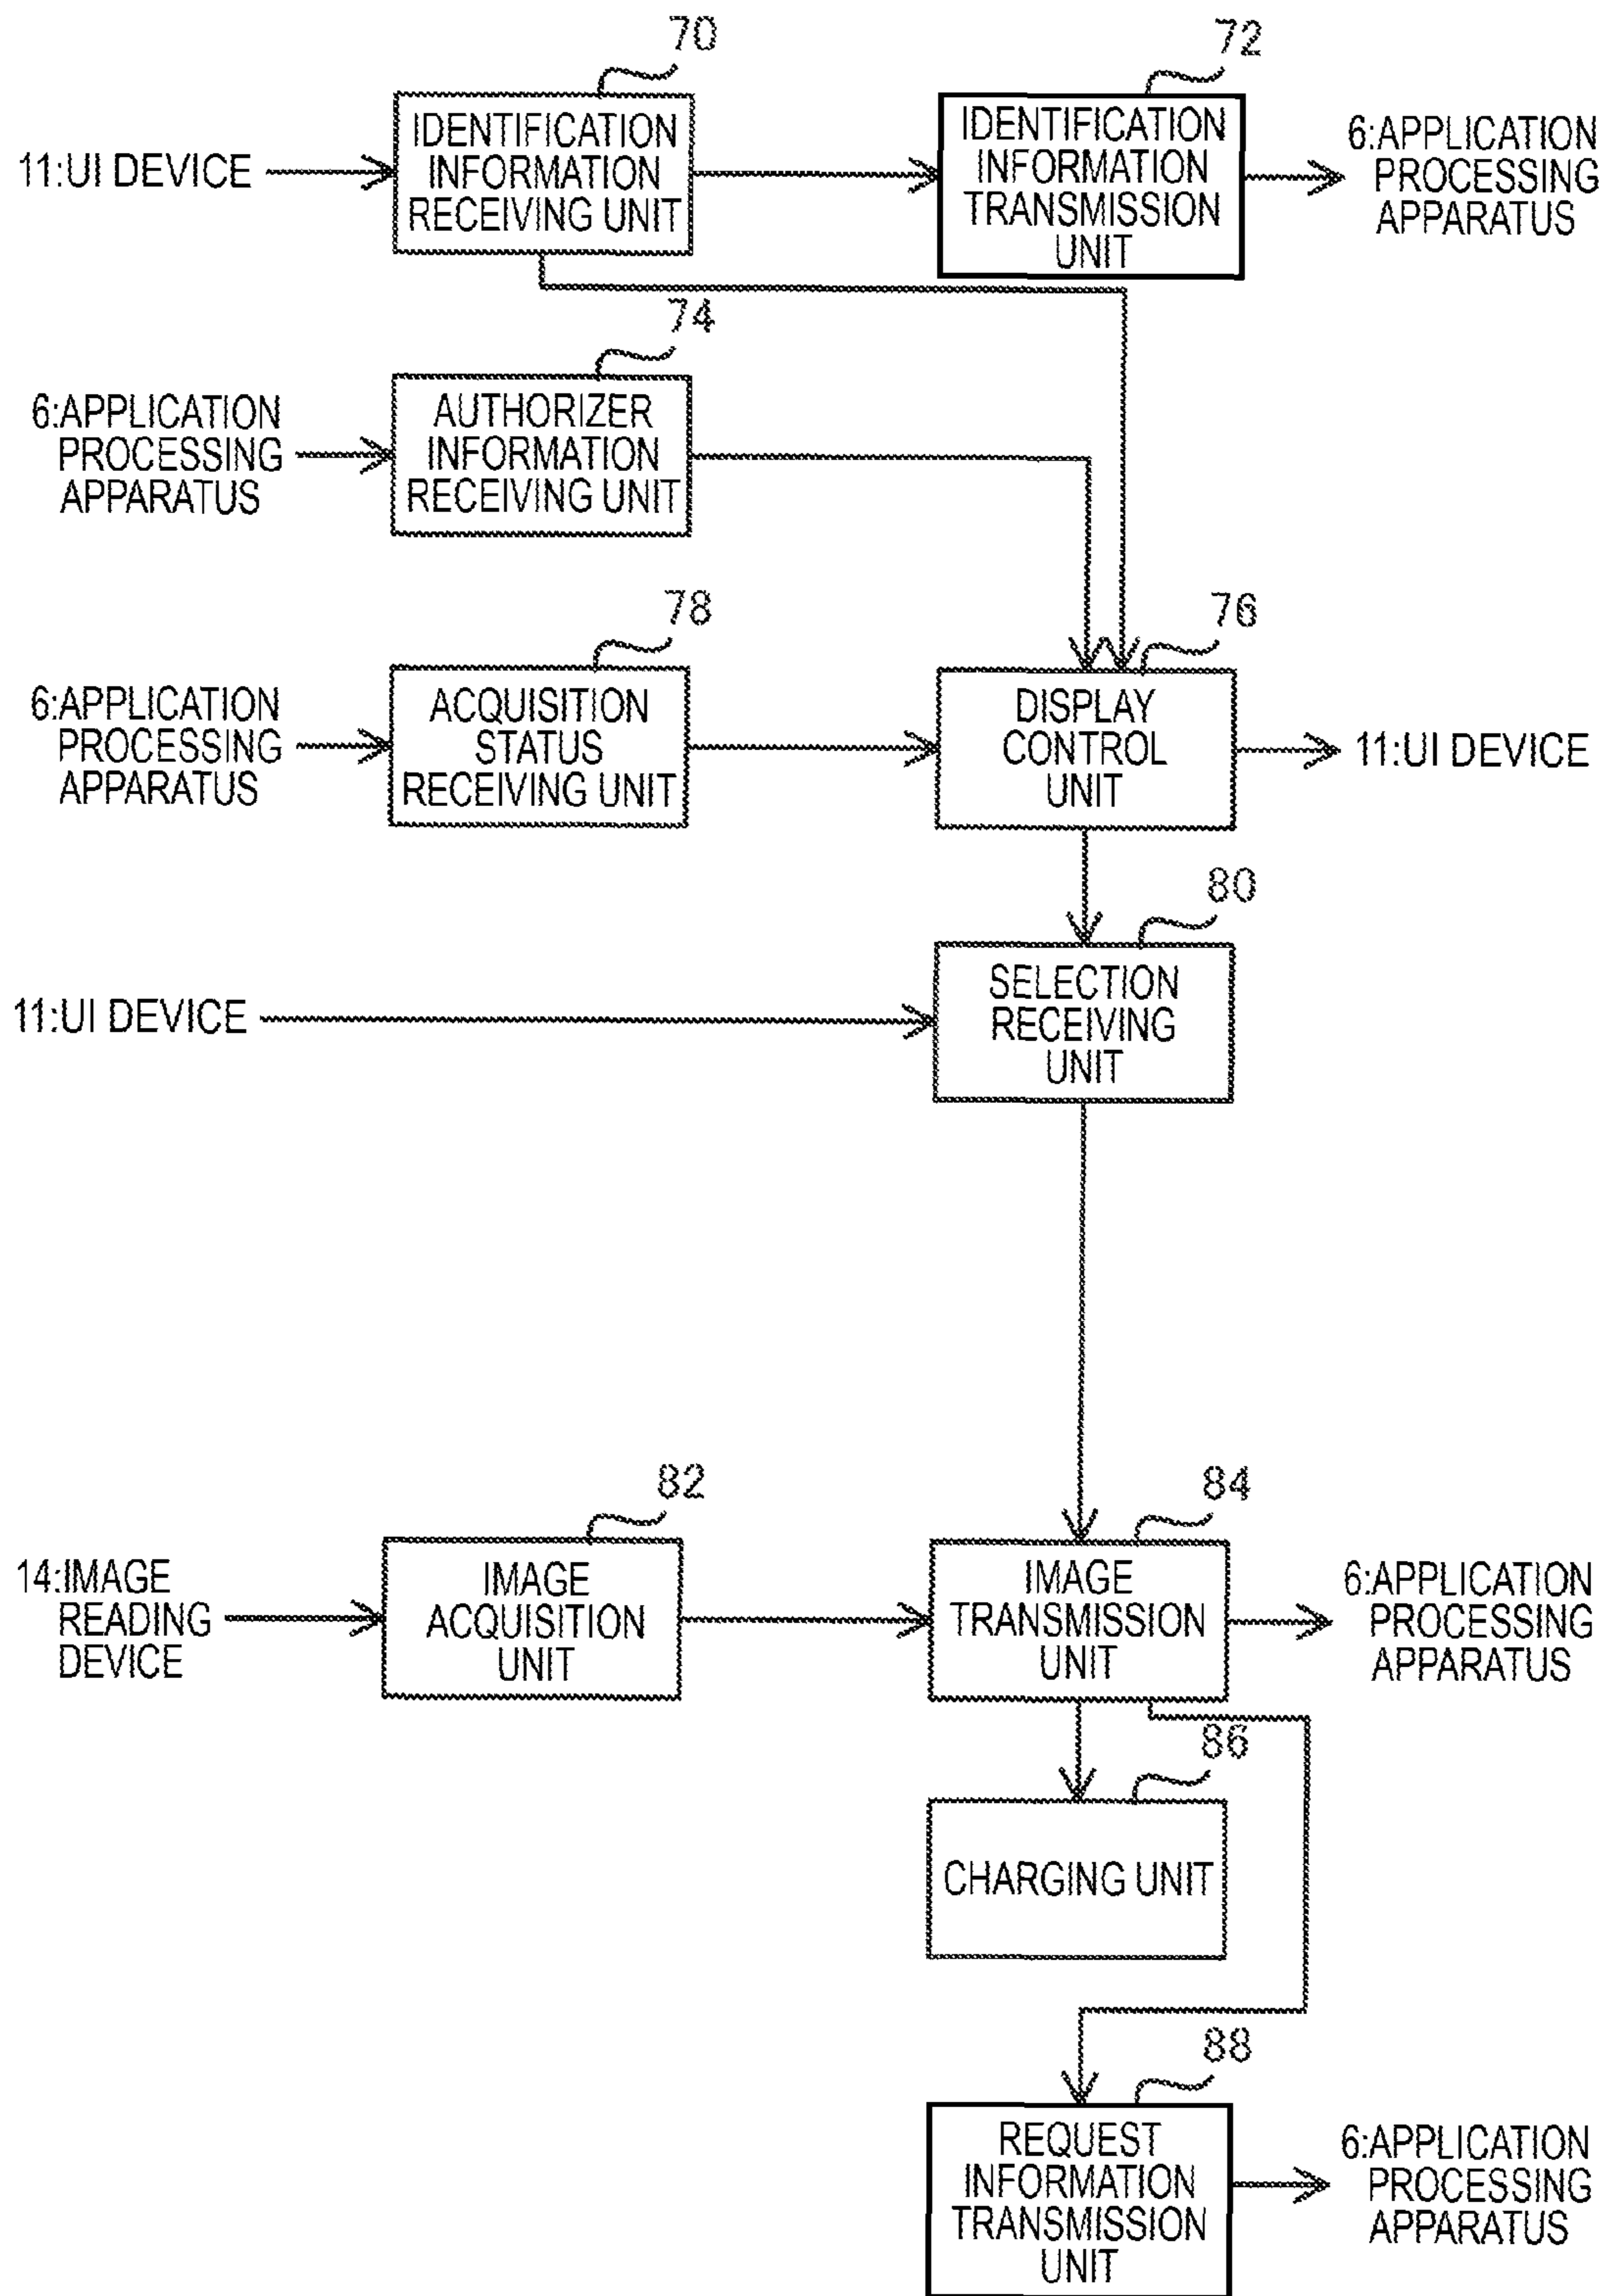 70
72
11:UI DEVICE
IDENTIFICATION
INFORMATION
RECEIVING UNIT
IDENTIFICATION
INFORMATION
TRANSMISSION
UNIT
6:APPLICATION
PROCESSING
APPARATUS
74
6:APPLICATION
PROCESSING
APPARATUS
AUTHORIZER
INFORMATION
RECEIVING UNIT
78
76
6:APPLICATION
PROCESSING
APPARATUS
ACQUISITION
STATUS
RECEIVING UNIT
DISPLAY
CONTROL
UNIT
11:UI DEVICE
80
11:UI DEVICE
SELECTION
RECEIVING
UNIT
82
84
14:IMAGE
READING
DEVICE
IMAGE
ACQUISITION
UNIT
IMAGE
TRANSMISSION
UNIT
6:APPLICATION
PROCESSING
APPARATUS
86
CHARGING UNIT
88
REQUEST
INFORMATION
TRANSMISSION
UNIT
6:APPLICATION
PROCESSING
APPARATUS